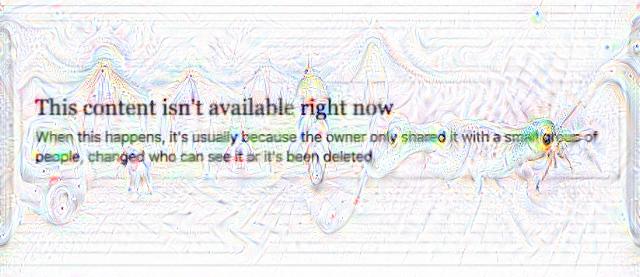 This content isn't available right now
When this happens, it's usually because the owner only shared it with a small group of
people, changed who can see it or it's been deleted